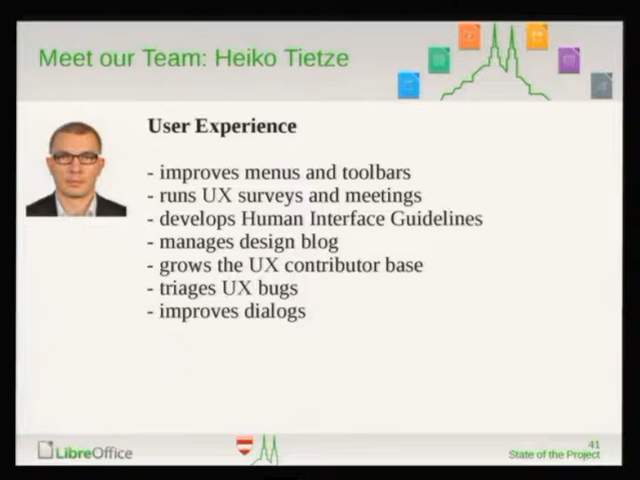 Meet our Team: Heiko Tietze
User Experience
- improves menus and toolbars
- runs UX surveys and meetings
- develops Human Interface Guidelines
- manages design blog
- grows the UX contributor base
- triages UX bugs
- improves dialogs
LibreOffice
41
State of the Project